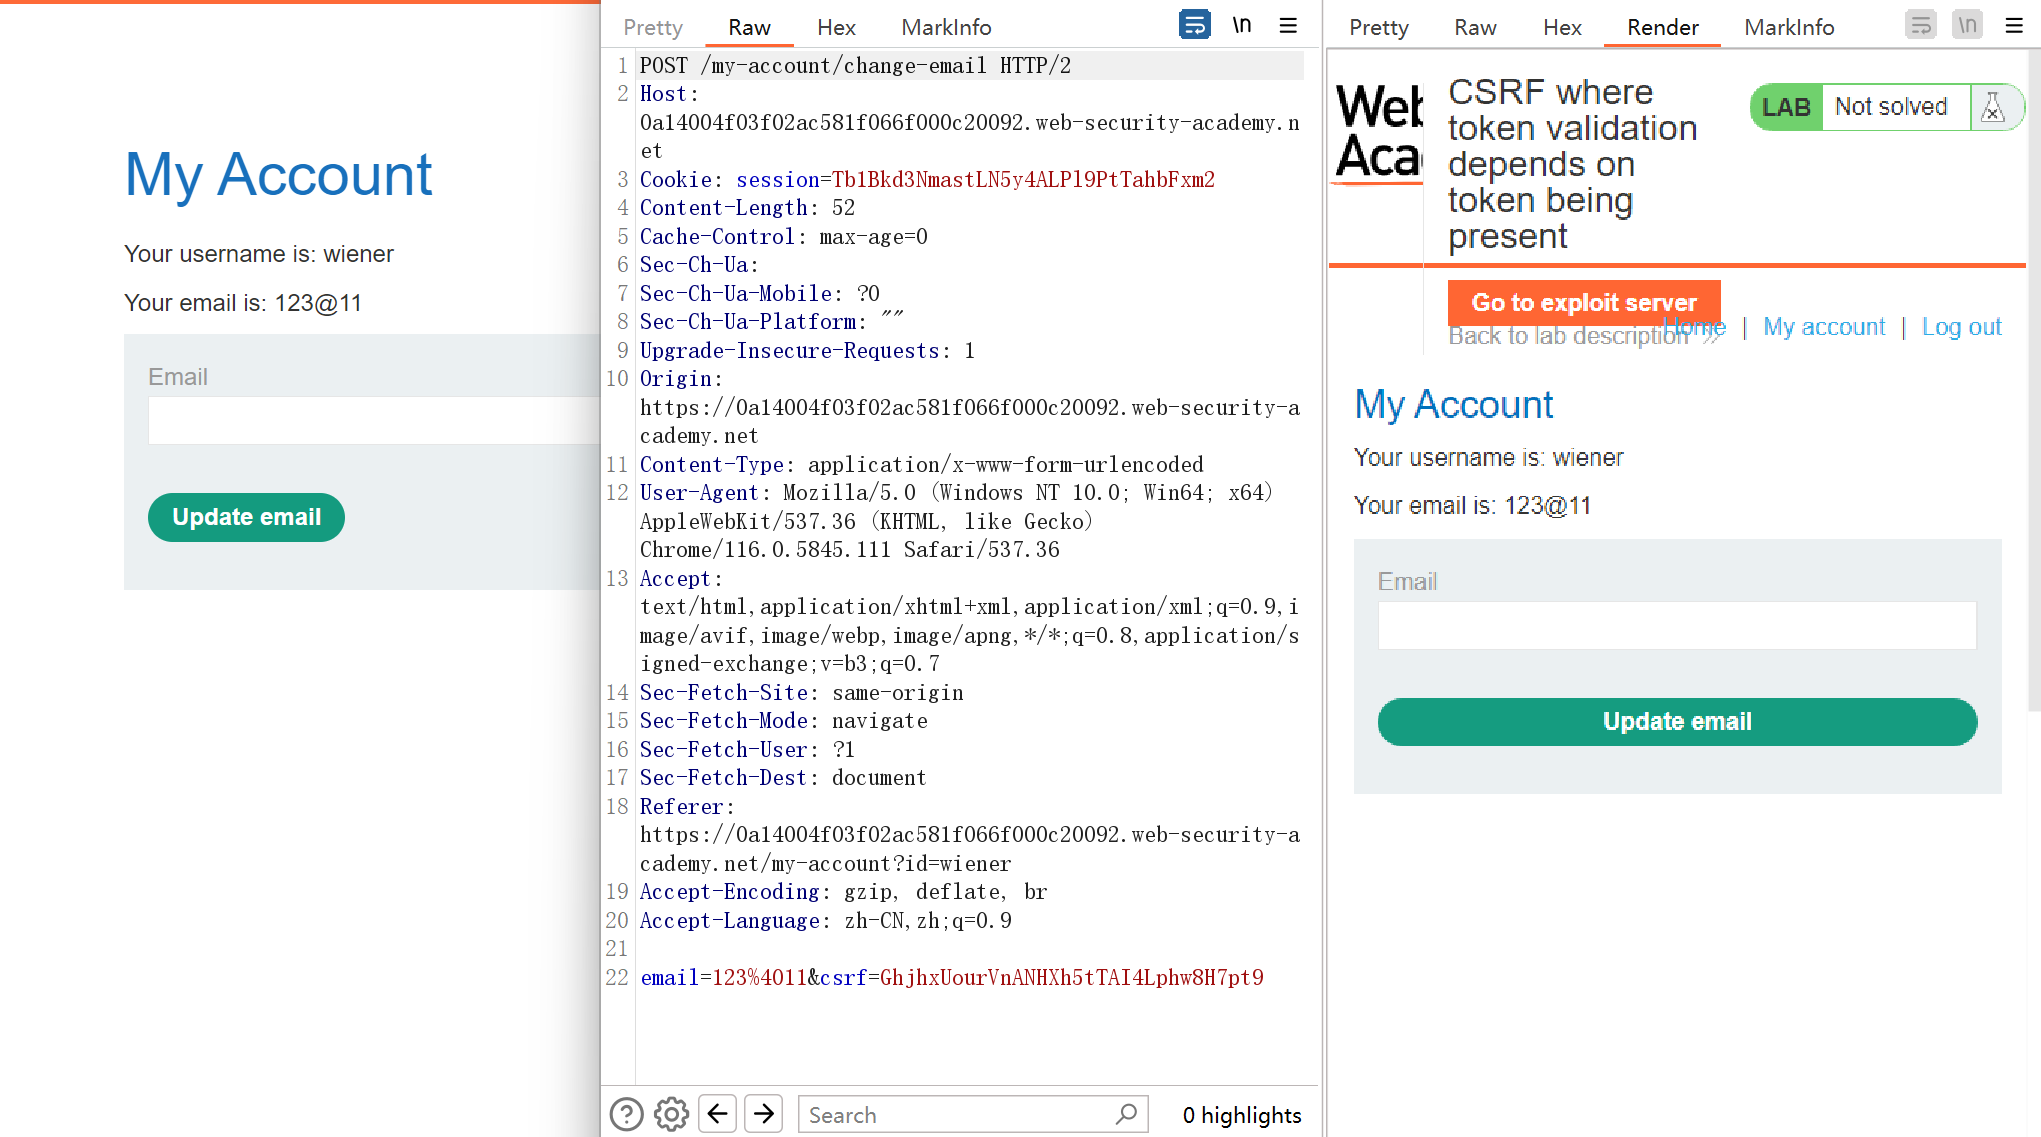 My Account
Your username is: wiener
Your email is: 123@11
Email
Update email
Pretty Raw Hex MarkInfo \n
1 POST /my-account/change-email HTTP/2
2 Host:
0a14004f03f02ac581f066f000c20092.web-security-academy.n
et
3 Cookie: session=Tb1Bkd3NmastLN5y4ALPl9PtTahbFxm2
4 Content-Length: 52
5 Cache-Control: max-age=0
6 Sec-Ch-Ua:
7 Sec-Ch-Ua-Mobile: ?0
8 Sec-Ch-Ua-Platform: ""
9 Upgrade-Insecure-Requests: 1
10 Origin:
https://0a14004f03f02ac581f066f000c20092.web-security-a
cademy.net
11 Content-Type: application/x-www-form-urlencoded
12 User-Agent: Mozilla/5.0 (Windows NT 10.0; Win64; x64)
AppleWebKit/537.36 (KHTML, like Gecko)
Chrome/116.0.5845.111 Safari/537.36
13 Accept:
text/html,application/xhtml+xml,application/xml;q=0.9,i
mage/avif,image/webp,image/apng,*/*;q=0.8,application/s
igned-exchange;v=b3;q=0.7
14 Sec-Fetch-Site: same-origin
15 Sec-Fetch-Mode: navigate
16 Sec-Fetch-User: ?1
17 Sec-Fetch-Dest: document
18 Referer:
https://0a14004f03f02ac581f066f000c20092.web-security-a
cademy.net/my-account?id=wiener
19 Accept-Encoding: gzip, deflate, br
20 Accept-Language: zh-CN,zh;q=0.9
21
22 email=123%4011&csrf=GhjhxUourVnANHXh5tTAI4Lphw8H7pt9
Search
0 highlights
Pretty Raw Hex Render MarkInfo \n
Web
Aca
CSRF where
token validation
depends on
token being
present
LAB Not solved
Go to exploit server
Back to lab description
Home | My account | Log out
My Account
Your username is: wiener
Your email is: 123@11
Email
Update email